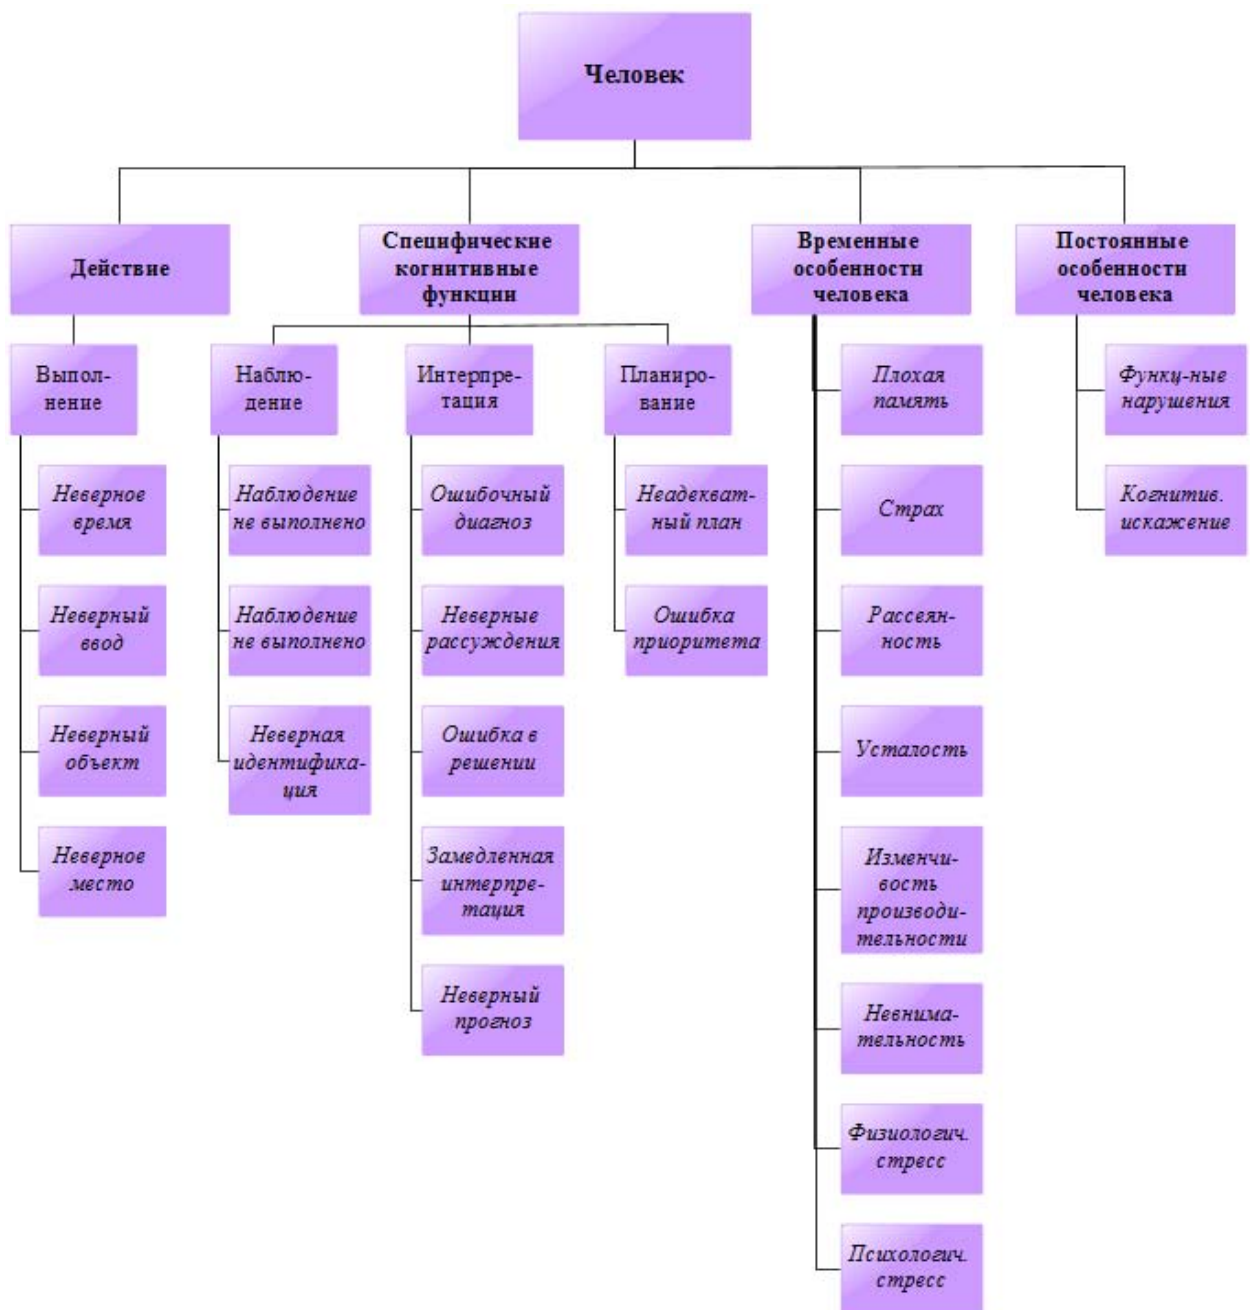 Человек
Действие
Специфические
когнитивные
функции
Временные
особенности
человека
Постоянные
особенности
человека
Выпол-
нение
Наблю-
дение
Интерпре-
тация
Планиро-
вание
Плохая
память
Функц-ные
нарушения
Неверное
время
Наблюдение
не выполнено
Ошибочный
диагноз
Неадекват-
ный план
Страх
Когнитив.
искажение
Неверный
ввод
Наблюдение
не выполнено
Неверные
рассуждения
Ошибка
приоритета
Рассеян-
ность
Неверный
объект
Неверная
идентифика-
ция
Ошибка в
решении
Усталость
Неверное
место
Замедленная
интерпре-
тация
Изменчи-
вость
производи-
тельности
Неверный
прогноз
Невнима-
тельность
Физиологич.
стресс
Психологич.
стресс